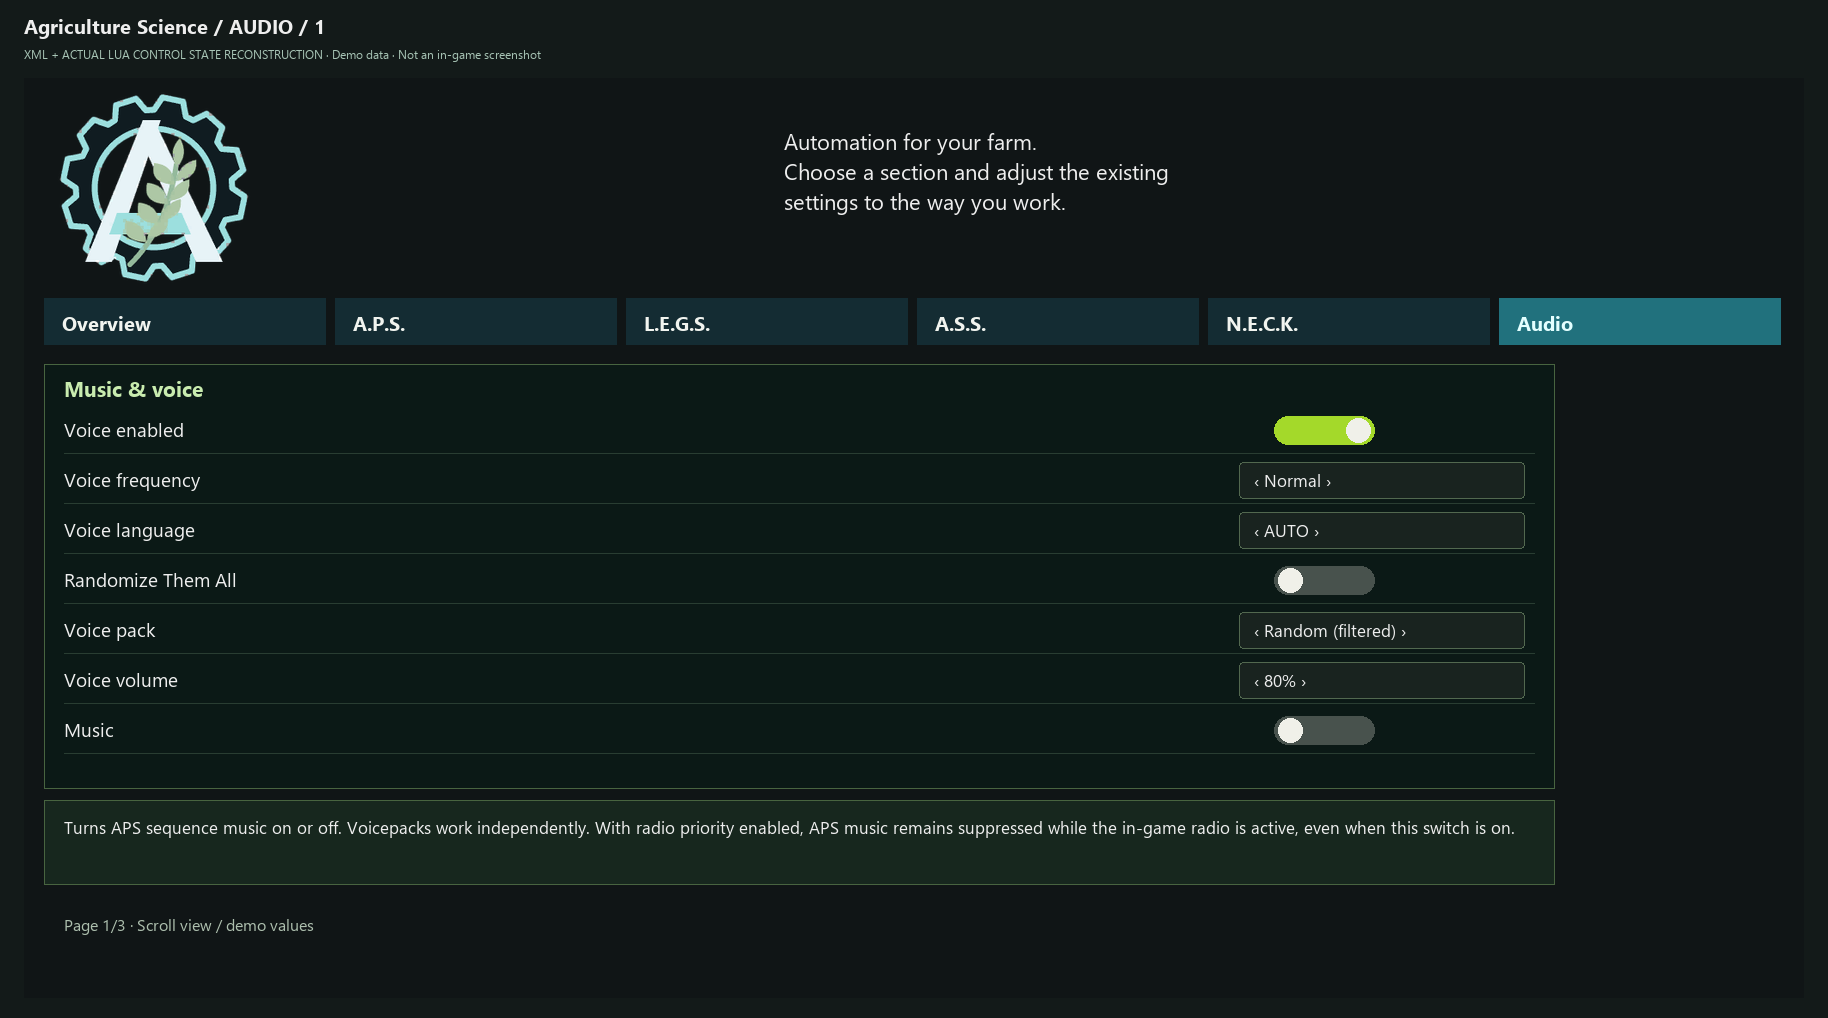 Agriculture Science / AUDIO / 1
XML + ACTUAL LUA CONTROL STATE RECONSTRUCTION · Demo data · Not an in-game screenshot
A
Automation for your farm.
Choose a section and adjust the existing
settings to the way you work.
Overview
A.P.S.
L.E.G.S.
A.S.S.
N.E.C.K.
Audio
Music & voice
Voice enabled
Voice frequency
‹ Normal ›
Voice language
‹ AUTO ›
Randomize Them All
Voice pack
‹ Random (filtered) ›
Voice volume
‹ 80% ›
Music
Turns APS sequence music on or off. Voicepacks work independently. With radio priority enabled, APS music remains suppressed while the in-game radio is active, even when this switch is on.
Page 1/3 · Scroll view / demo values